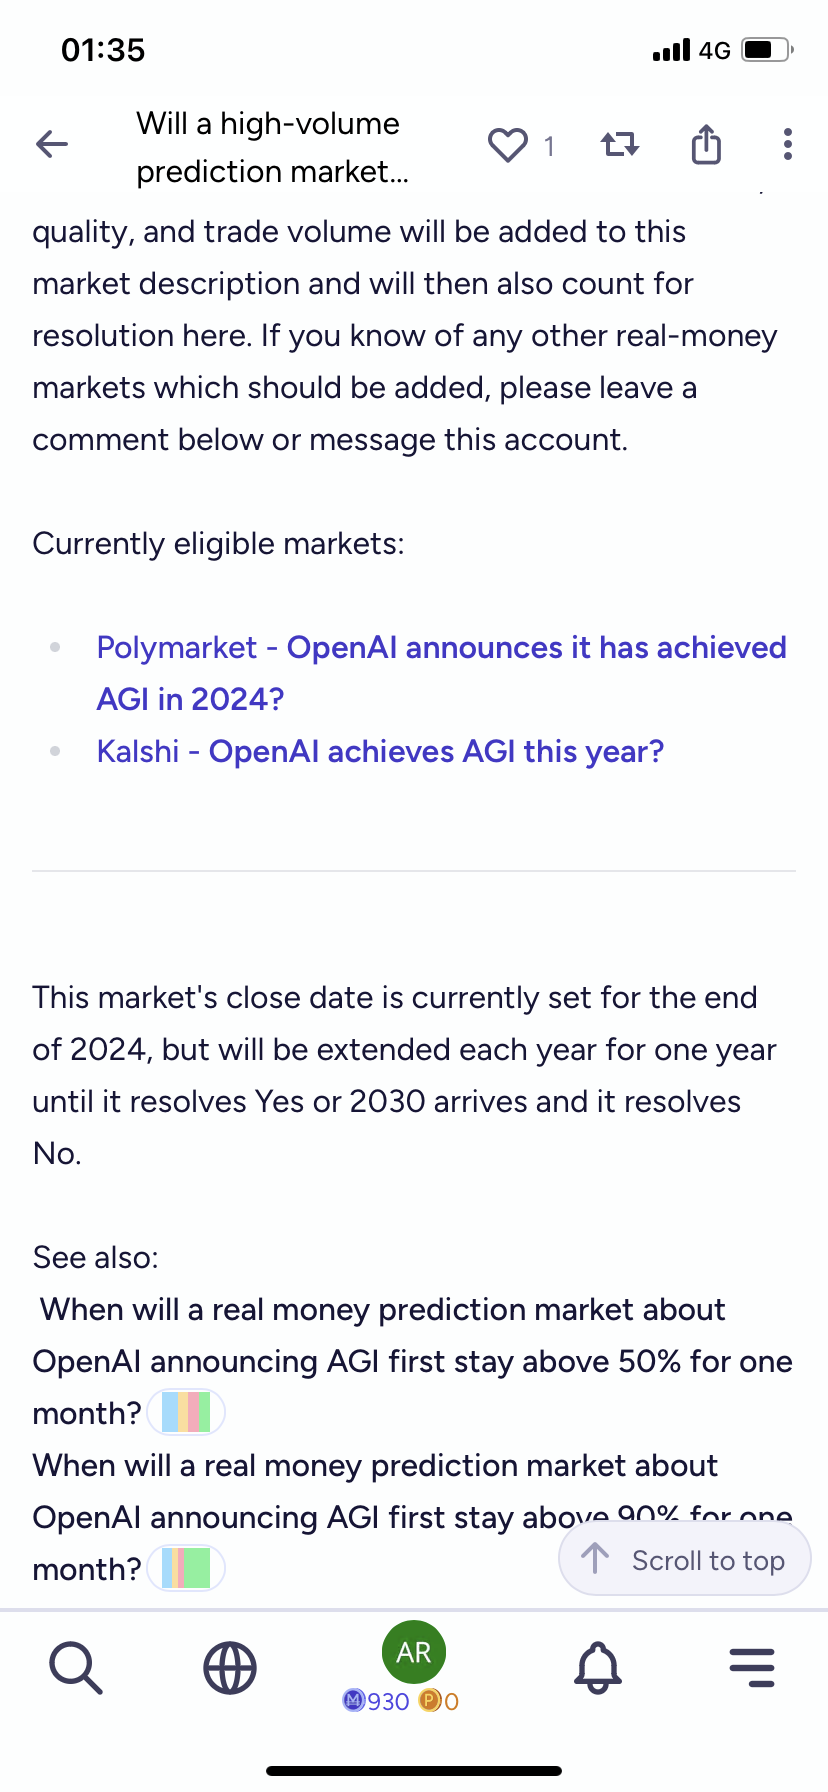 01:35
4G
Will a high-volume
prediction market...
1
quality, and trade volume will be added to this
market description and will then also count for
resolution here. If you know of any other real-money
markets which should be added, please leave a
comment below or message this account.
Currently eligible markets:
Polymarket - OpenAI announces it has achieved
AGI in 2024?
Kalshi - OpenAI achieves AGI this year?
This market's close date is currently set for the end
of 2024, but will be extended each year for one year
until it resolves Yes or 2030 arrives and it resolves
No.
See also:
When will a real money prediction market about
OpenAI announcing AGI first stay above 50% for one
month?
When will a real money prediction market about
OpenAI announcing AGI first stay above 90% for one
month?
Scroll to top
AR
M 930 P 0